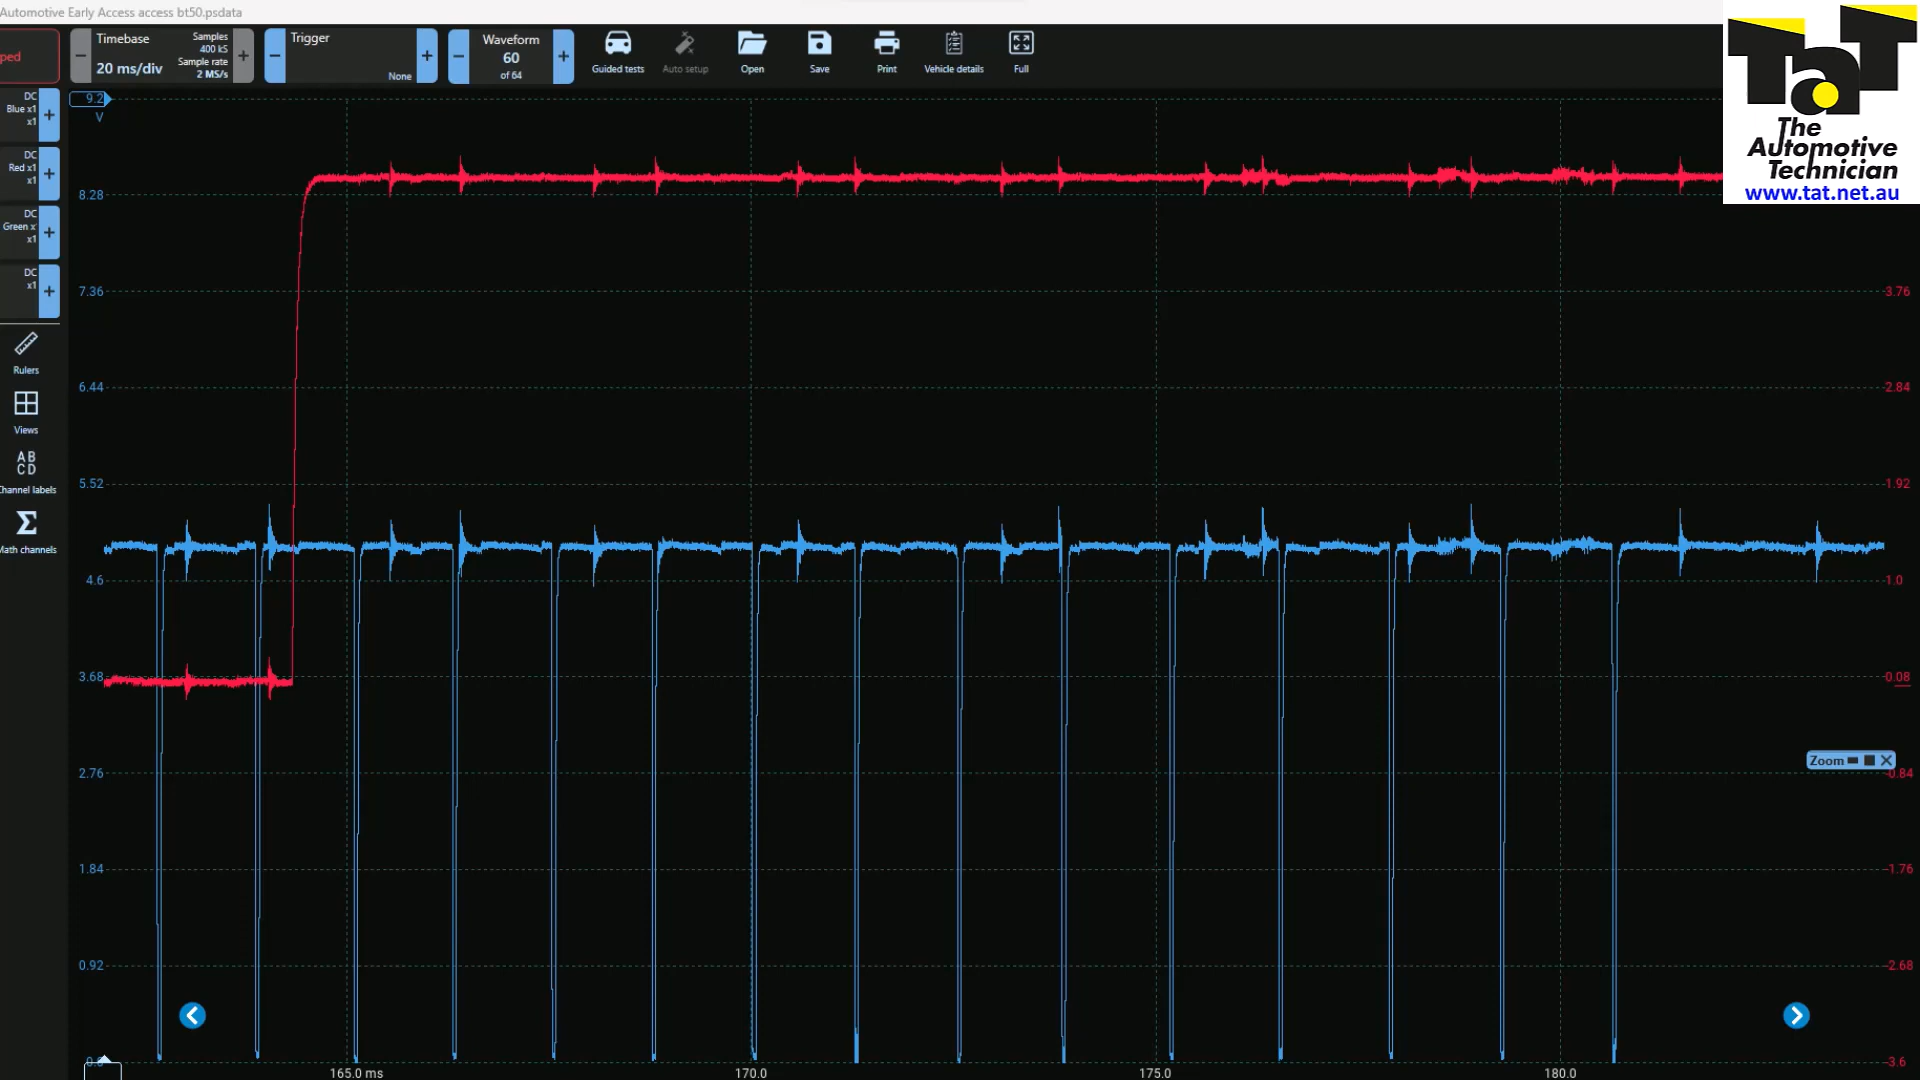 Automotive Early Access access bt50.psdata
ped
Timebase
20 ms/div
Samples
400 kS
Sample rate
2 MS/s
Trigger
None
Waveform
60
of 64
Guided tests
Auto setup
Open
Save
Print
Vehicle details
Full
TaT
The
Automotive
Technician
www.tat.net.au
DC
Blue x1
x1
DC
Red x1
x1
DC
Green x
x1
DC
x1
Rulers
Views
AB
CD
Channel labels
Σ
Math channels
9.2
V
8.28
7.36
6.44
5.52
4.6
3.68
2.76
1.84
0.92
0.0
3.76
2.84
1.92
1.0
0.08
Zoom
-0.84
-1.76
-2.68
-3.6
165.0 ms
170.0
175.0
180.0